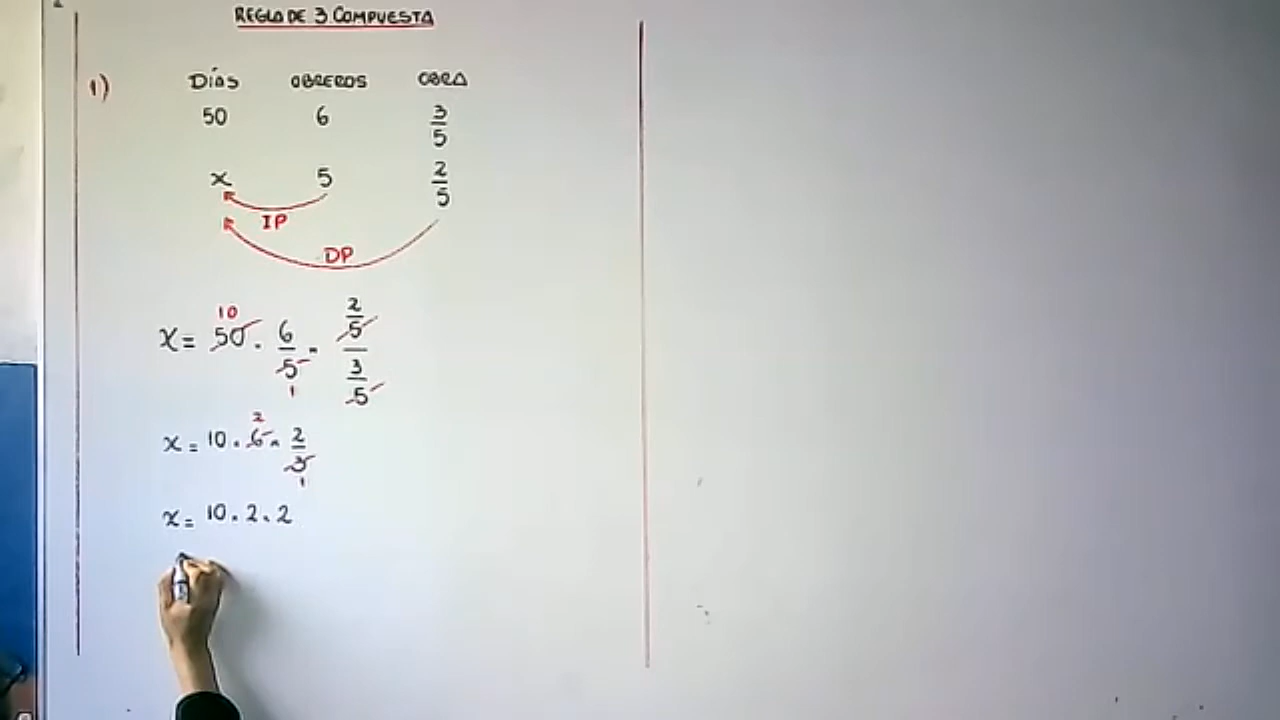 REGLA DE 3 COMPUESTA
1) DÍAS OBREROS OBRA
50 6 3/5
x 5 2/5
IP
DP
10
x = 50 . 6/5 . (2/5)/(3/5)
1
2
x = 10 . 6 . 2/3
1
x = 10 . 2 . 2